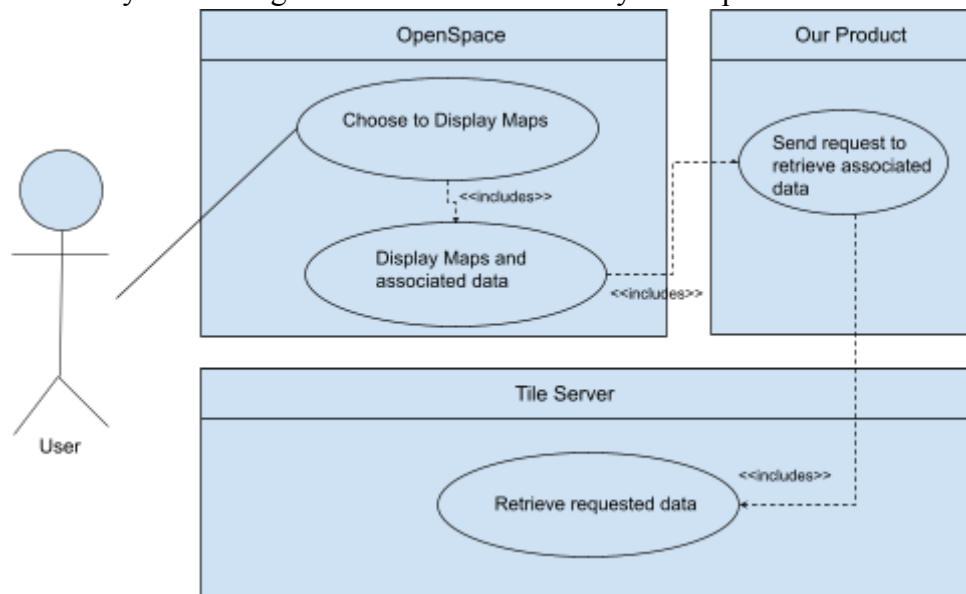 OpenSpace
Our Product
Choose to Display Maps
Send request to
retrieve associated
data
<<includes>>
Display Maps and
associated data
<<includes>>
Tile Server
User
<<includes>>
Retrieve requested data